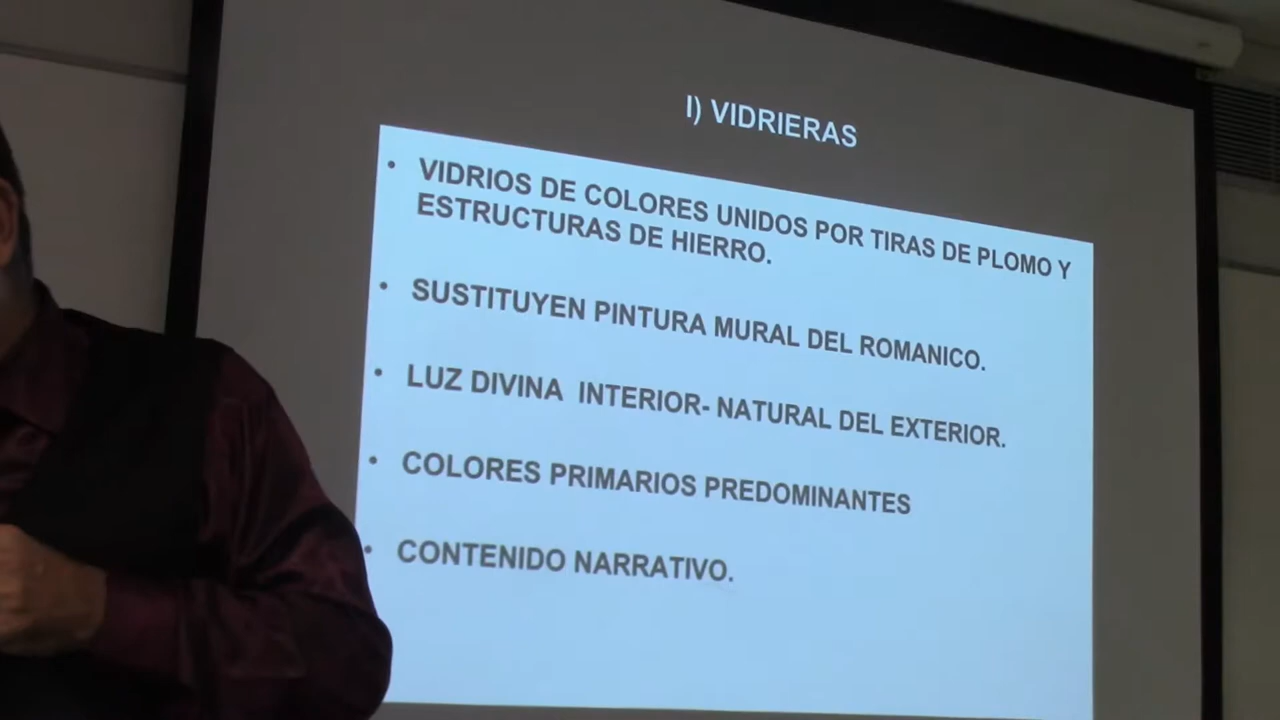 I) VIDRIERAS
• VIDRIOS DE COLORES UNIDOS POR TIRAS DE PLOMO Y
ESTRUCTURAS DE HIERRO.
• SUSTITUYEN PINTURA MURAL DEL ROMANICO.
• LUZ DIVINA INTERIOR- NATURAL DEL EXTERIOR.
• COLORES PRIMARIOS PREDOMINANTES
• CONTENIDO NARRATIVO.